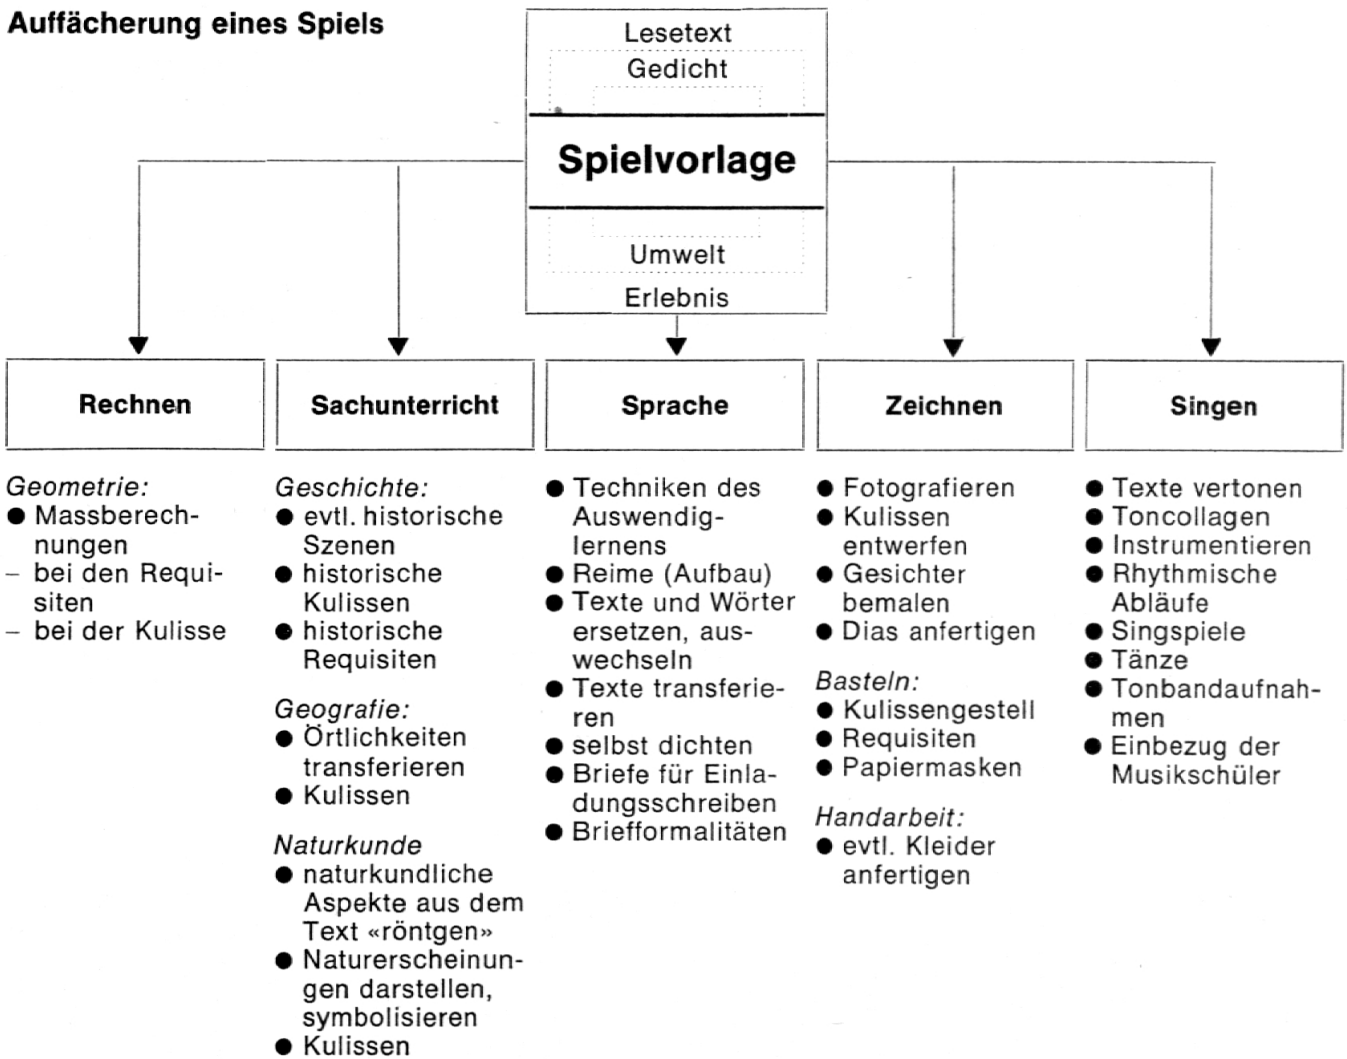 Auffächerung eines Spiels
Lesetext
Gedicht
Spielvorlage
Umwelt
Erlebnis
Rechnen
Geometrie:
● Massberech-
nungen
– bei den Requi-
siten
– bei der Kulisse
Sachunterricht
Geschichte:
● evtl. historische
Szenen
● historische
Kulissen
● historische
Requisiten
Geografie:
● Örtlichkeiten
transferieren
● Kulissen
Naturkunde
● naturkundliche
Aspekte aus dem
Text «röntgen»
● Naturerscheinun-
gen darstellen,
symbolisieren
● Kulissen
Sprache
● Techniken des
Auswendig-
lernens
● Reime (Aufbau)
● Texte und Wörter
ersetzen, aus-
wechseln
● Texte transferie-
ren
● selbst dichten
● Briefe für Einla-
dungsschreiben
● Briefformalitäten
Zeichnen
● Fotografieren
● Kulissen
entwerfen
● Gesichter
bemalen
● Dias anfertigen
Basteln:
● Kulissengestell
● Requisiten
● Papiermasken
Handarbeit:
● evtl. Kleider
anfertigen
Singen
● Texte vertonen
● Toncollagen
● Instrumentieren
● Rhythmische
Abläufe
● Singspiele
● Tänze
● Tonbandaufnah-
men
● Einbezug der
Musikschüler